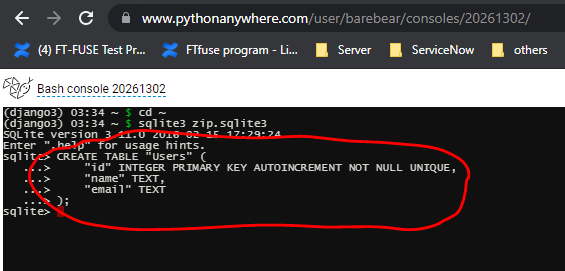 www.pythonanywhere.com/user/barebear/consoles/20261302/
(4) FT-FUSE Test Pr...
FTfuse program - Li...
Server
ServiceNow
others
Bash console 20261302
(django3) 03:34 ~ $ cd ~
(django3) 03:34 ~ $ sqlite3 zip.sqlite3
SQLite version 3.11.0 2016-02-15 17:29:24
Enter ".help" for usage hints.
sqlite> CREATE TABLE "Users" (
...> "id" INTEGER PRIMARY KEY AUTOINCREMENT NOT NULL UNIQUE,
...> "name" TEXT,
...> "email" TEXT
...> );
sqlite>